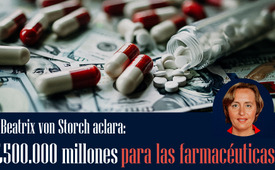 Beatrix von Storch aclara:
500.000 millones para las farmacéuticas